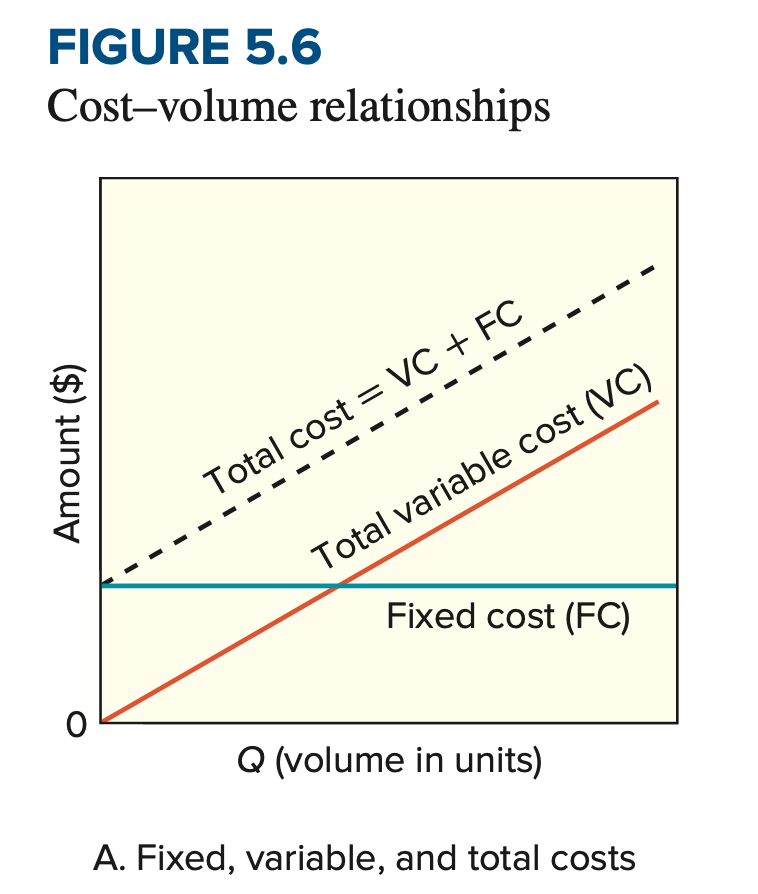 FIGURE 5.6
Cost–volume relationships
Total cost = VC + FC
Total variable cost (VC)
Fixed cost (FC)
Amount ($)
0
Q (volume in units)
A. Fixed, variable, and total costs